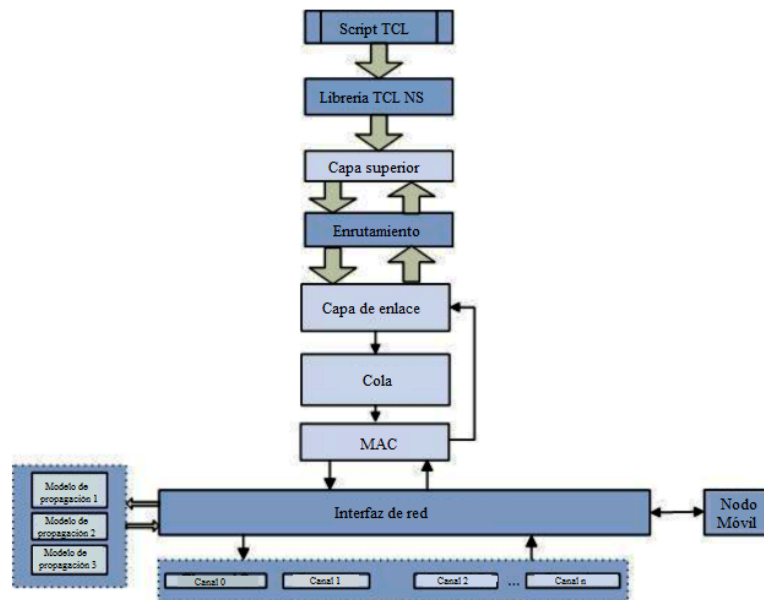 Script TCL
Libreria TCL NS
Capa superior
Enrutamiento
Capa de enlace
Cola
MAC
Modelo de
propagación 1
Modelo de
propagación 2
Modelo de
propagación 3
Interfaz de red
Nodo
Móvil
Canal 0
Canal 1
Canal 2
...
Canal n